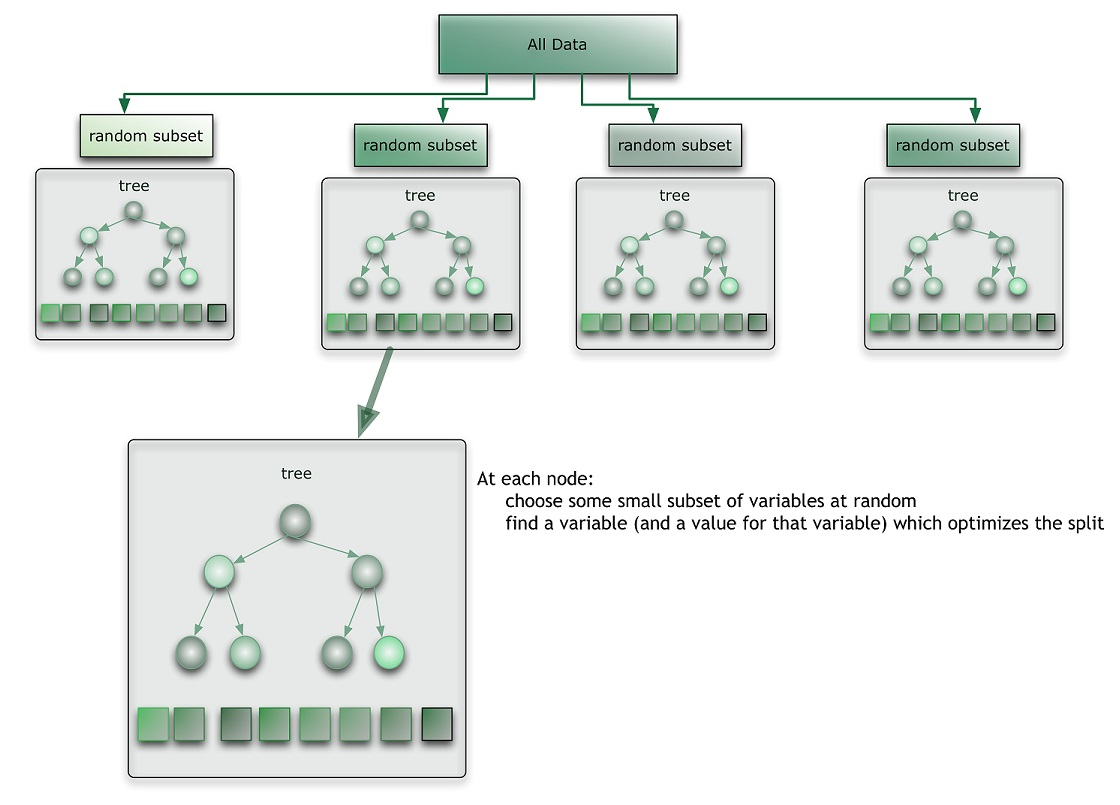 All Data
random subset
random subset
random subset
random subset
tree
tree
tree
tree
tree
At each node:
choose some small subset of variables at random
find a variable (and a value for that variable) which optimizes the split